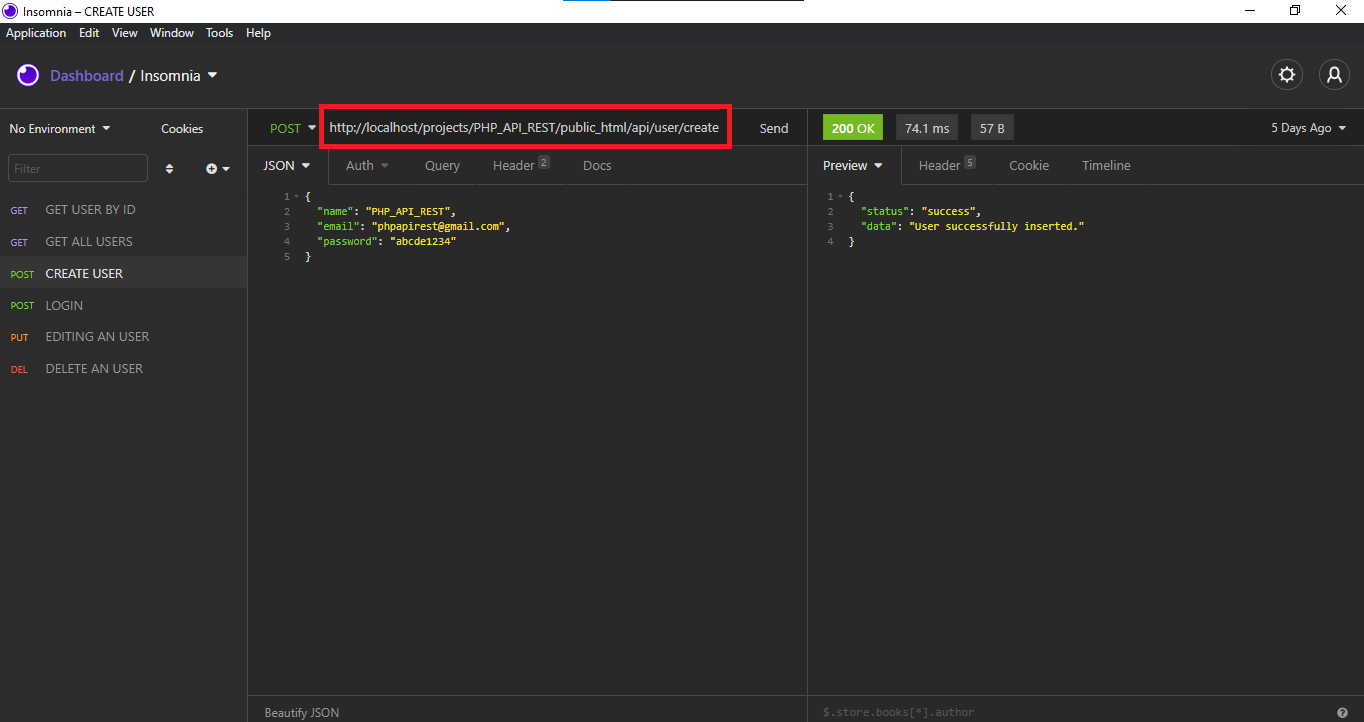 Insomnia – CREATE USER
Application Edit View Window Tools Help
Dashboard / Insomnia
No Environment Cookies
Filter
GET GET USER BY ID
GET GET ALL USERS
POST CREATE USER
POST LOGIN
PUT EDITING AN USER
DEL DELETE AN USER
POST http://localhost/projects/PHP_API_REST/public_html/api/user/create Send
JSON Auth Query Header 2 Docs
1 {
2 "name": "PHP_API_REST",
3 "email": "phpapirest@gmail.com",
4 "password": "abcde1234"
5 }
Beautify JSON
200 OK 74.1 ms 57 B 5 Days Ago
Preview Header 5 Cookie Timeline
1 {
2 "status": "success",
3 "data": "User successfully inserted."
4 }
$.store.books[*].author